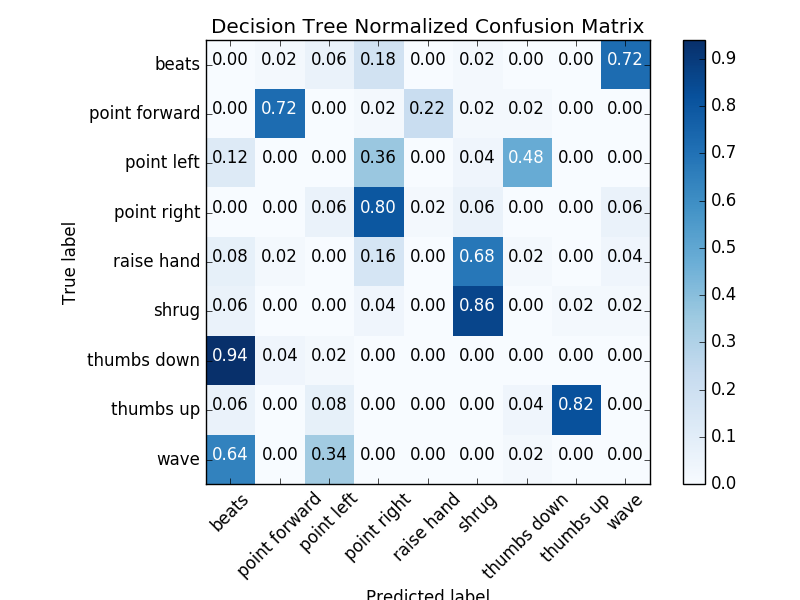 Decision Tree Normalized Confusion Matrix
beats 0.00 0.02 0.06 0.18 0.00 0.02 0.00 0.00 0.72
point forward 0.00 0.72 0.00 0.02 0.22 0.02 0.02 0.00 0.00
point left 0.12 0.00 0.00 0.36 0.00 0.04 0.48 0.00 0.00
point right 0.00 0.00 0.06 0.80 0.02 0.06 0.00 0.00 0.06
raise hand 0.08 0.02 0.00 0.16 0.00 0.68 0.02 0.00 0.04
shrug 0.06 0.00 0.00 0.04 0.00 0.86 0.00 0.02 0.02
thumbs down 0.94 0.04 0.02 0.00 0.00 0.00 0.00 0.00 0.00
thumbs up 0.06 0.00 0.08 0.00 0.00 0.00 0.04 0.82 0.00
wave 0.64 0.00 0.34 0.00 0.00 0.00 0.02 0.00 0.00
True label
beats point forward point left point right raise hand shrug thumbs down thumbs up wave
Predicted label
0.9
0.8
0.7
0.6
0.5
0.4
0.3
0.2
0.1
0.0